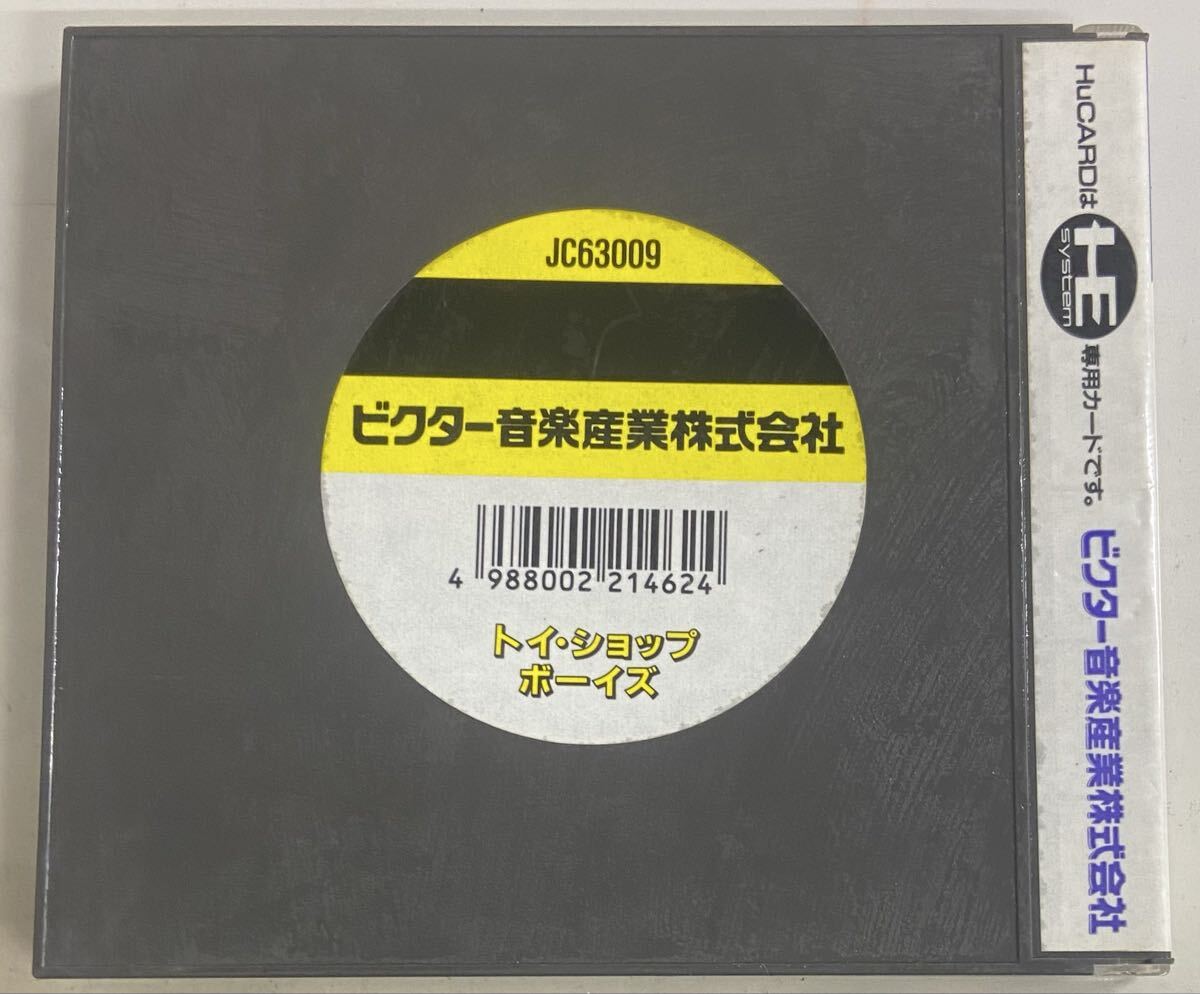 JC63009
ビクター音楽産業株式会社
4 988002 214624
トイ・ショップ
ボーイズ
HuCARDは HE system 専用カードです。 ビクター音楽産業株式会社